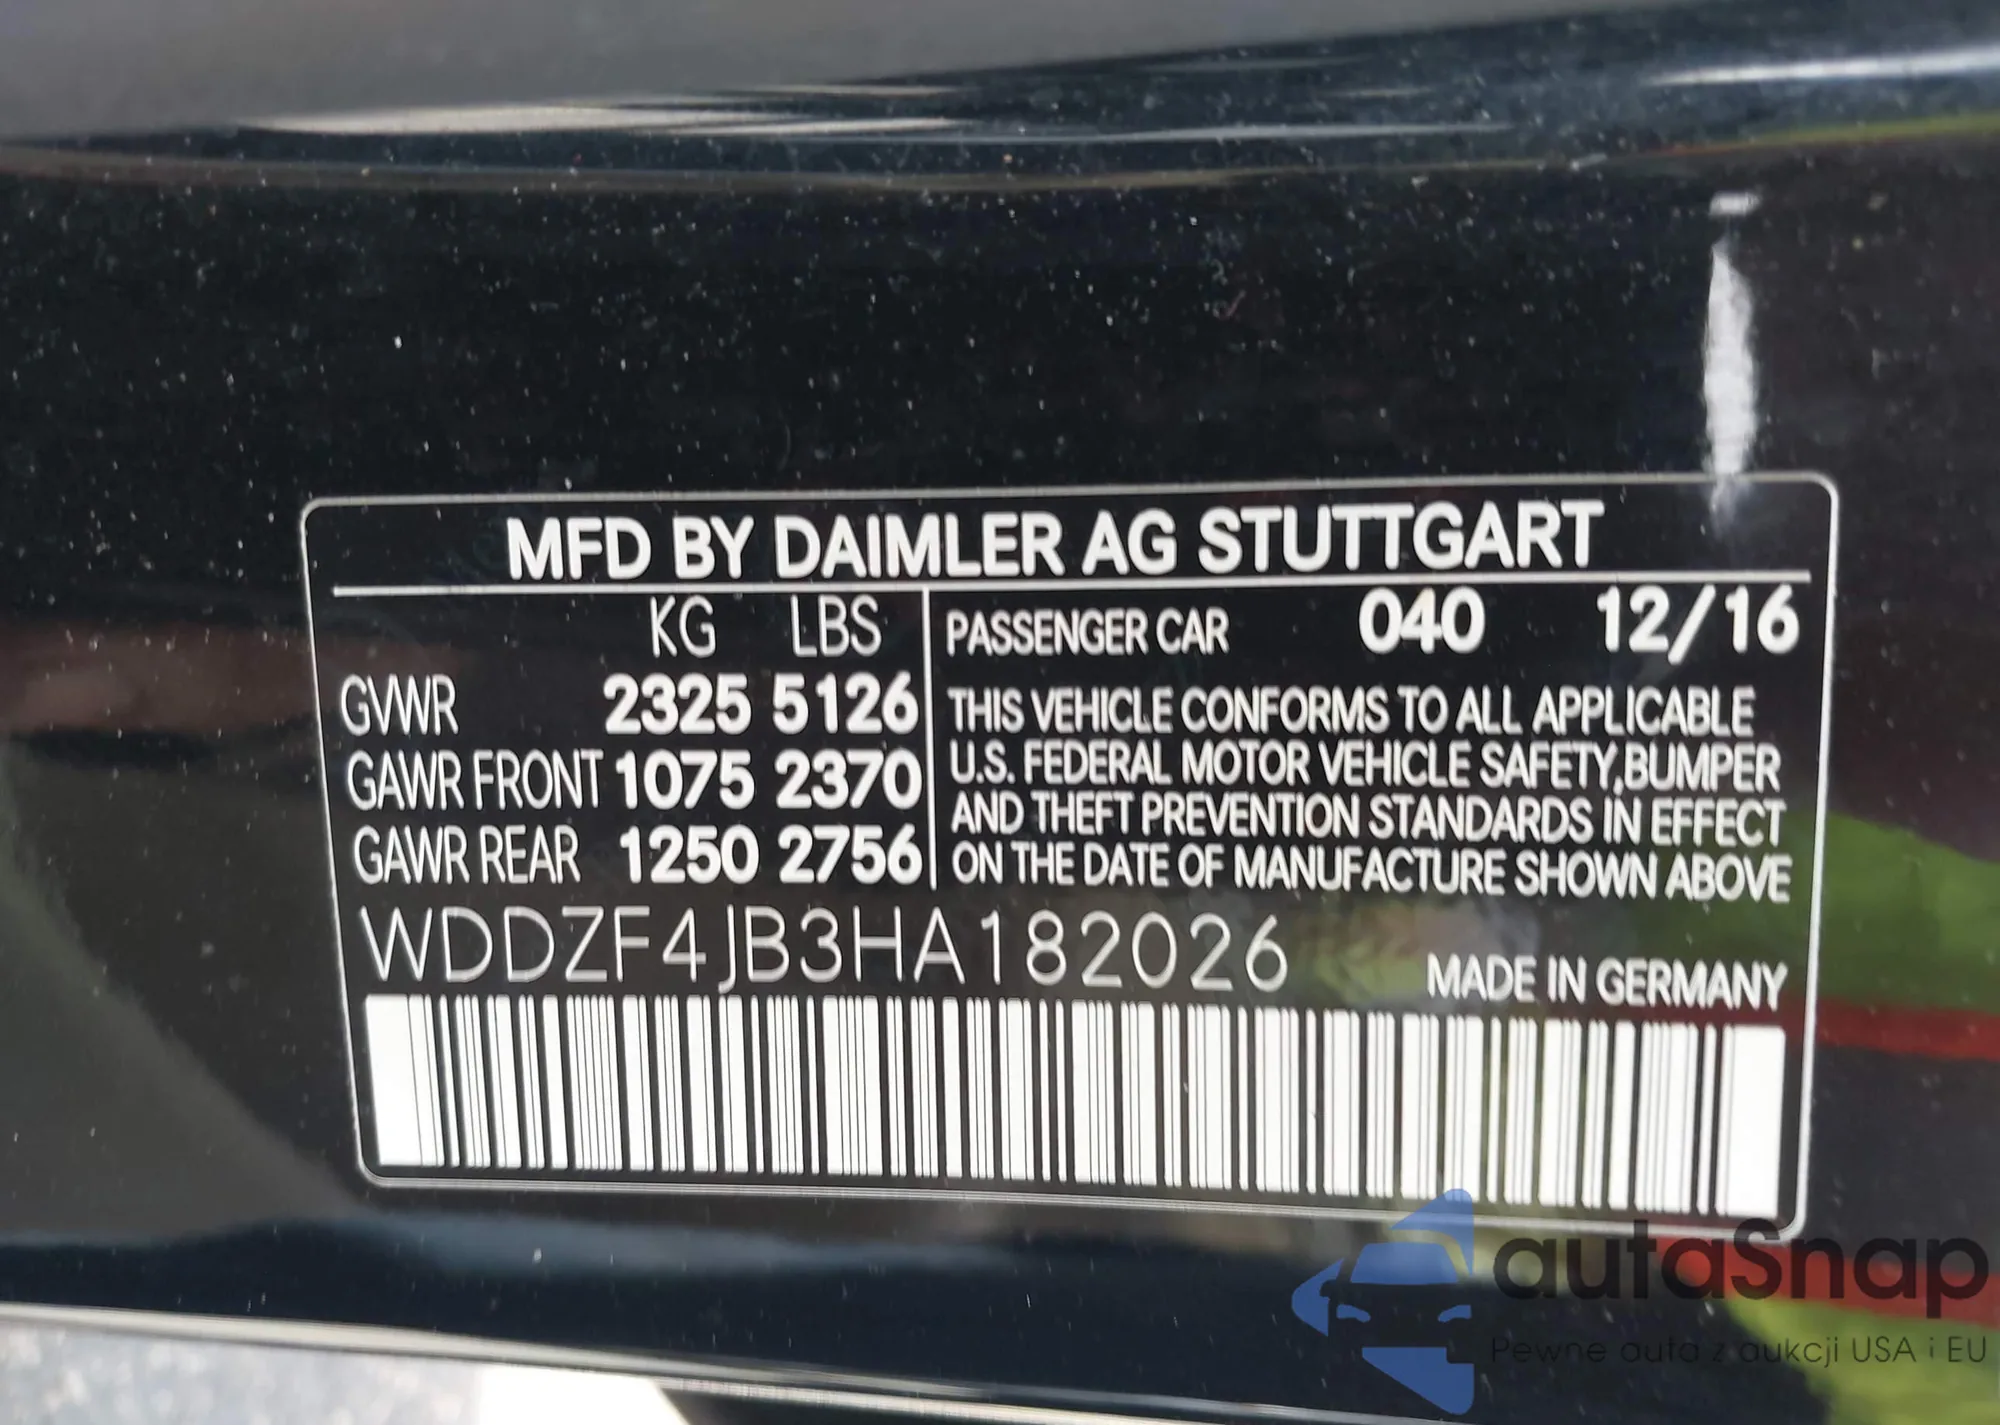 MFD BY DAIMLER AG STUTTGART
KG LBS
GVWR 2325 5126
GAWR FRONT 1075 2370
GAWR REAR 1250 2756
PASSENGER CAR 040 12/16
THIS VEHICLE CONFORMS TO ALL APPLICABLE
U.S. FEDERAL MOTOR VEHICLE SAFETY, BUMPER
AND THEFT PREVENTION STANDARDS IN EFFECT
ON THE DATE OF MANUFACTURE SHOWN ABOVE
WDDZF4JB3HA182026
MADE IN GERMANY
autaSnap
Pewne auta z aukcji USA i EU